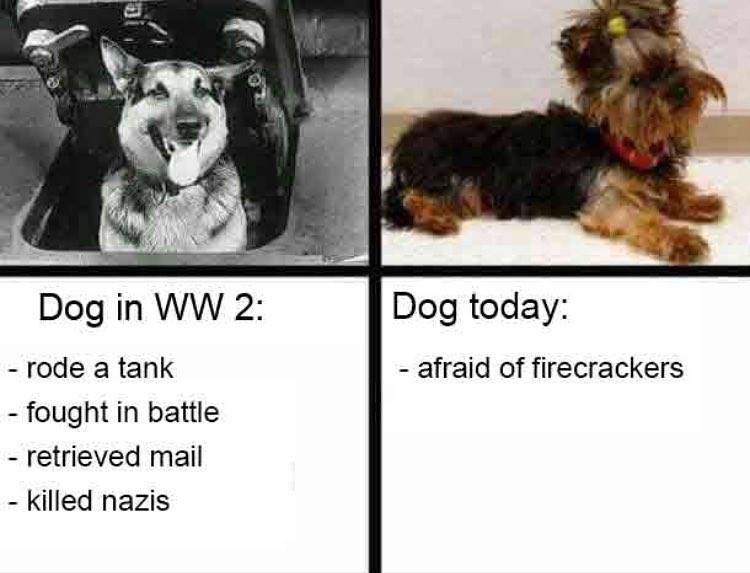 Dog in WW 2:
- rode a tank
- fought in battle
- retrieved mail
- killed nazis
Dog today:
- afraid of firecrackers